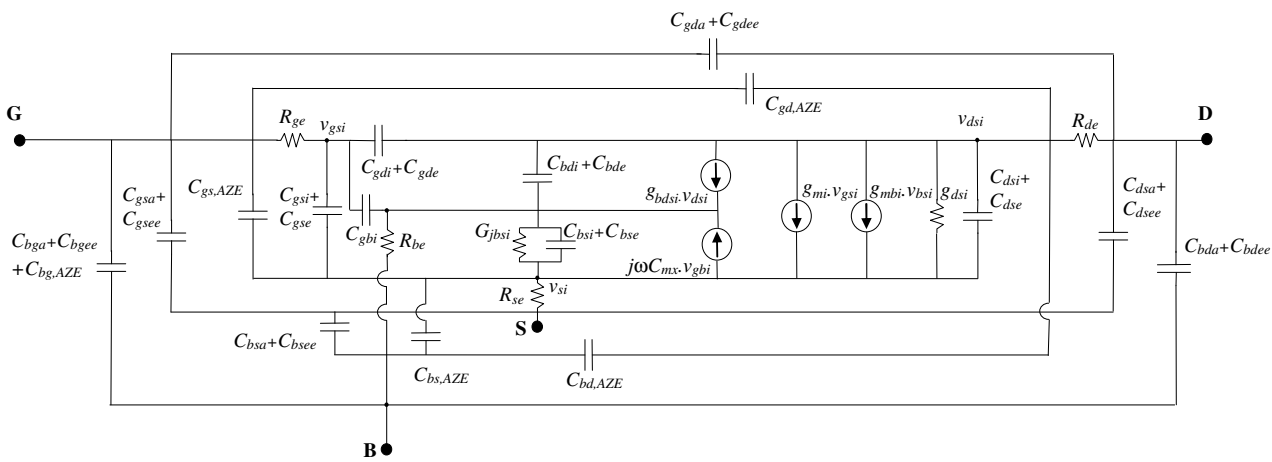 C_gda + C_gdee
C_gd,AZE
G
R_ge
v_gsi
v_dsi
R_de
D
C_gdi + C_gde
C_bdi + C_bde
C_gsa +
C_gsee
C_gs,AZE
C_gsi +
C_gse
C_gbi
R_be
G_jbsi
C_bsi + C_bse
g_bdsi.v_dsi
g_mi.v_gsi
g_mbi.v_bsi
g_dsi
C_dsi +
C_dse
C_dsa +
C_dsee
C_bga + C_bgee
+ C_bg,AZE
jωC_mx.v_gbi
C_bda + C_bdee
R_se
v_si
S
C_bsa + C_bsee
C_bs,AZE
C_bd,AZE
B